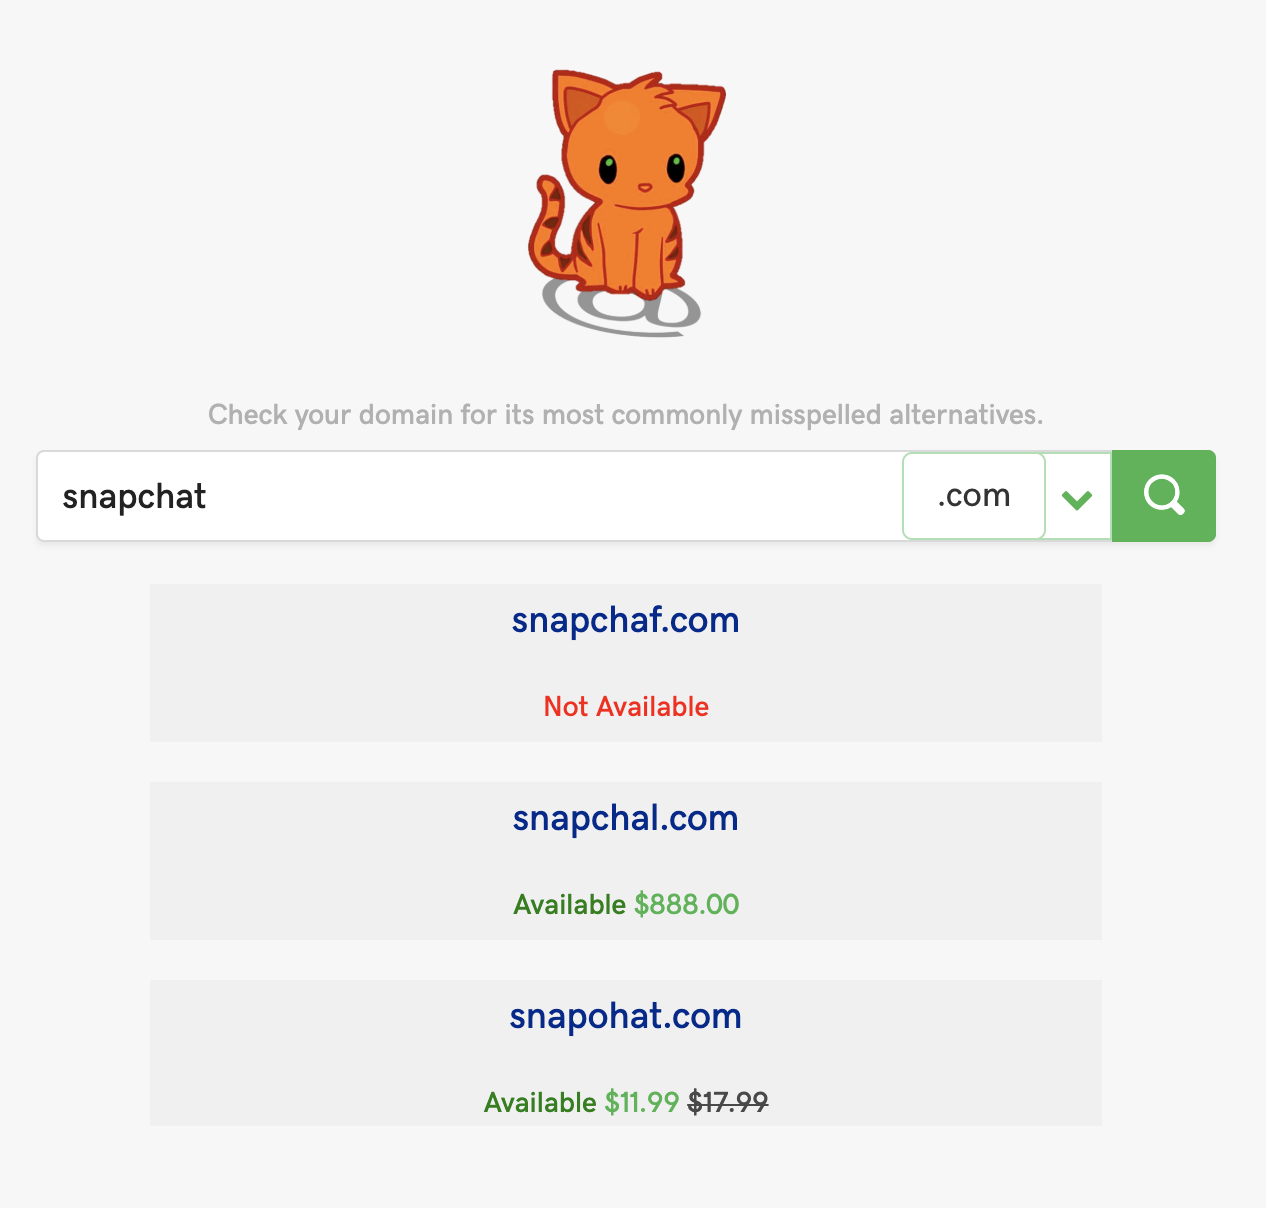 Check your domain for its most commonly misspelled alternatives.
snapchat .com
snapchaf.com
Not Available
snapchal.com
Available $888.00
snapohat.com
Available $11.99 $17.99